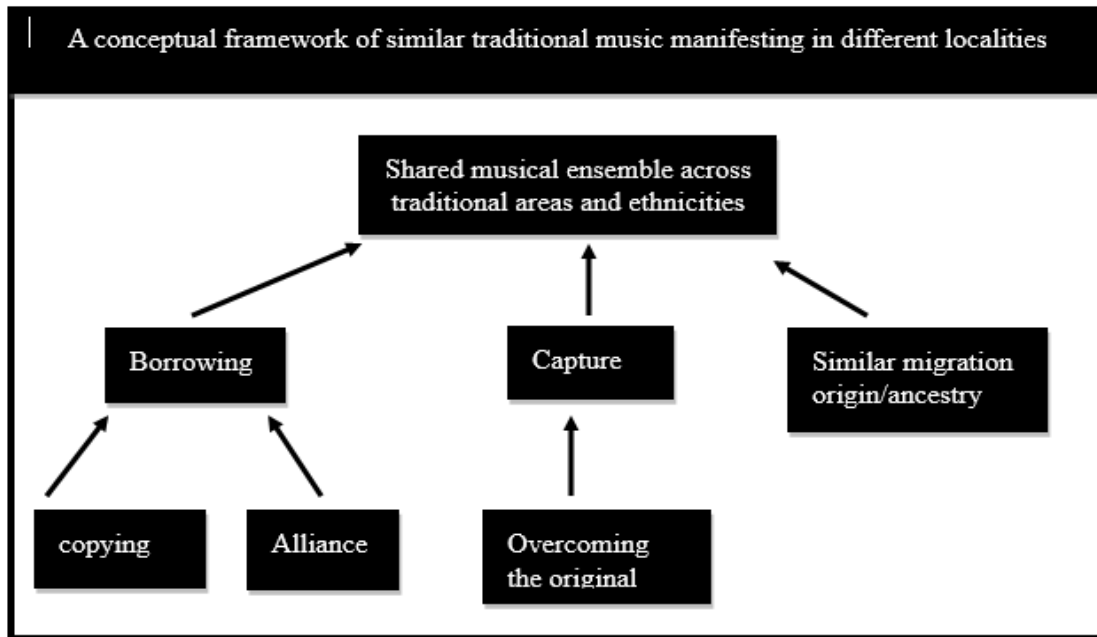 A conceptual framework of similar traditional music manifesting in different localities
Shared musical ensemble across
traditional areas and ethnicities
Borrowing
Capture
Similar migration
origin/ancestry
copying
Alliance
Overcoming
the original